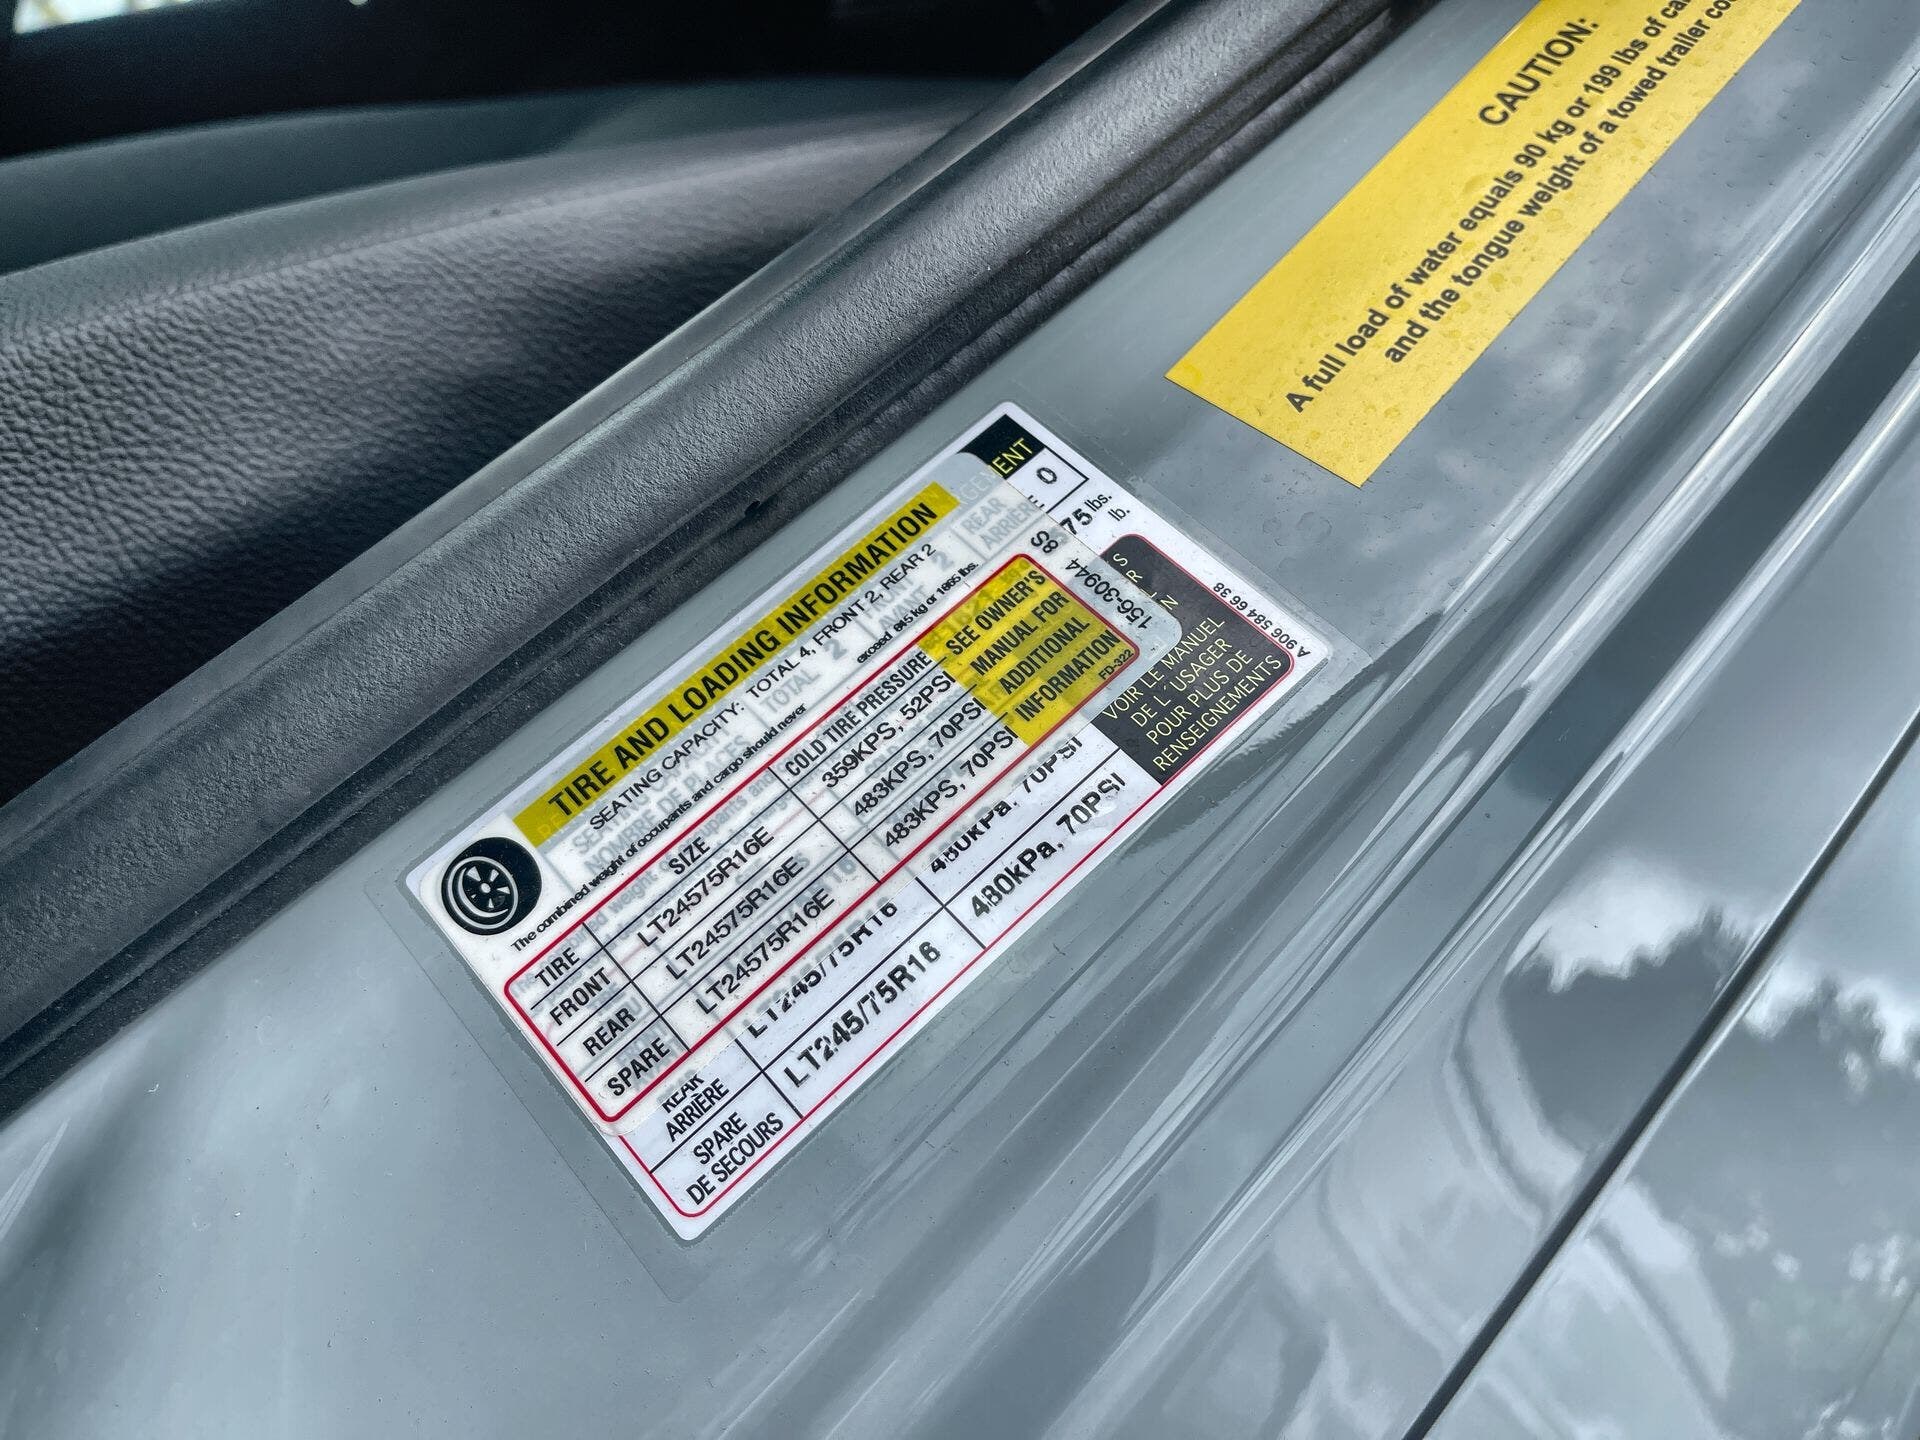 CAUTION:
A full load of water equals 90 kg or 199 lbs of
and the tongue weight of a towed trailer
TIRE AND LOADING INFORMATION
SEATING CAPACITY: TOTAL 4, FRONT 2, REAR 2
The combined weight of occupants and cargo should never exceed 845 kg or 1865 lbs.
TIRE SIZE COLD TIRE PRESSURE
FRONT LT24575R16E 359KPS, 52PSI
REAR LT24575R16E 483KPS, 70PSI
SPARE LT24575R16E 483KPS, 70PSI
SEE OWNER'S
MANUAL FOR
ADDITIONAL
INFORMATION
FD-322
156-30944
0
75 lbs.
lb.
REAR
ARRIÈRE
LT245/75R16 480kPa, 70PSI
SPARE
DE SECOURS
LT245/75R16 480kPa, 70PSI
VOIR LE MANUEL
DE L'USAGER
POUR PLUS DE
RENSEIGNEMENTS
A 906 584 66 38